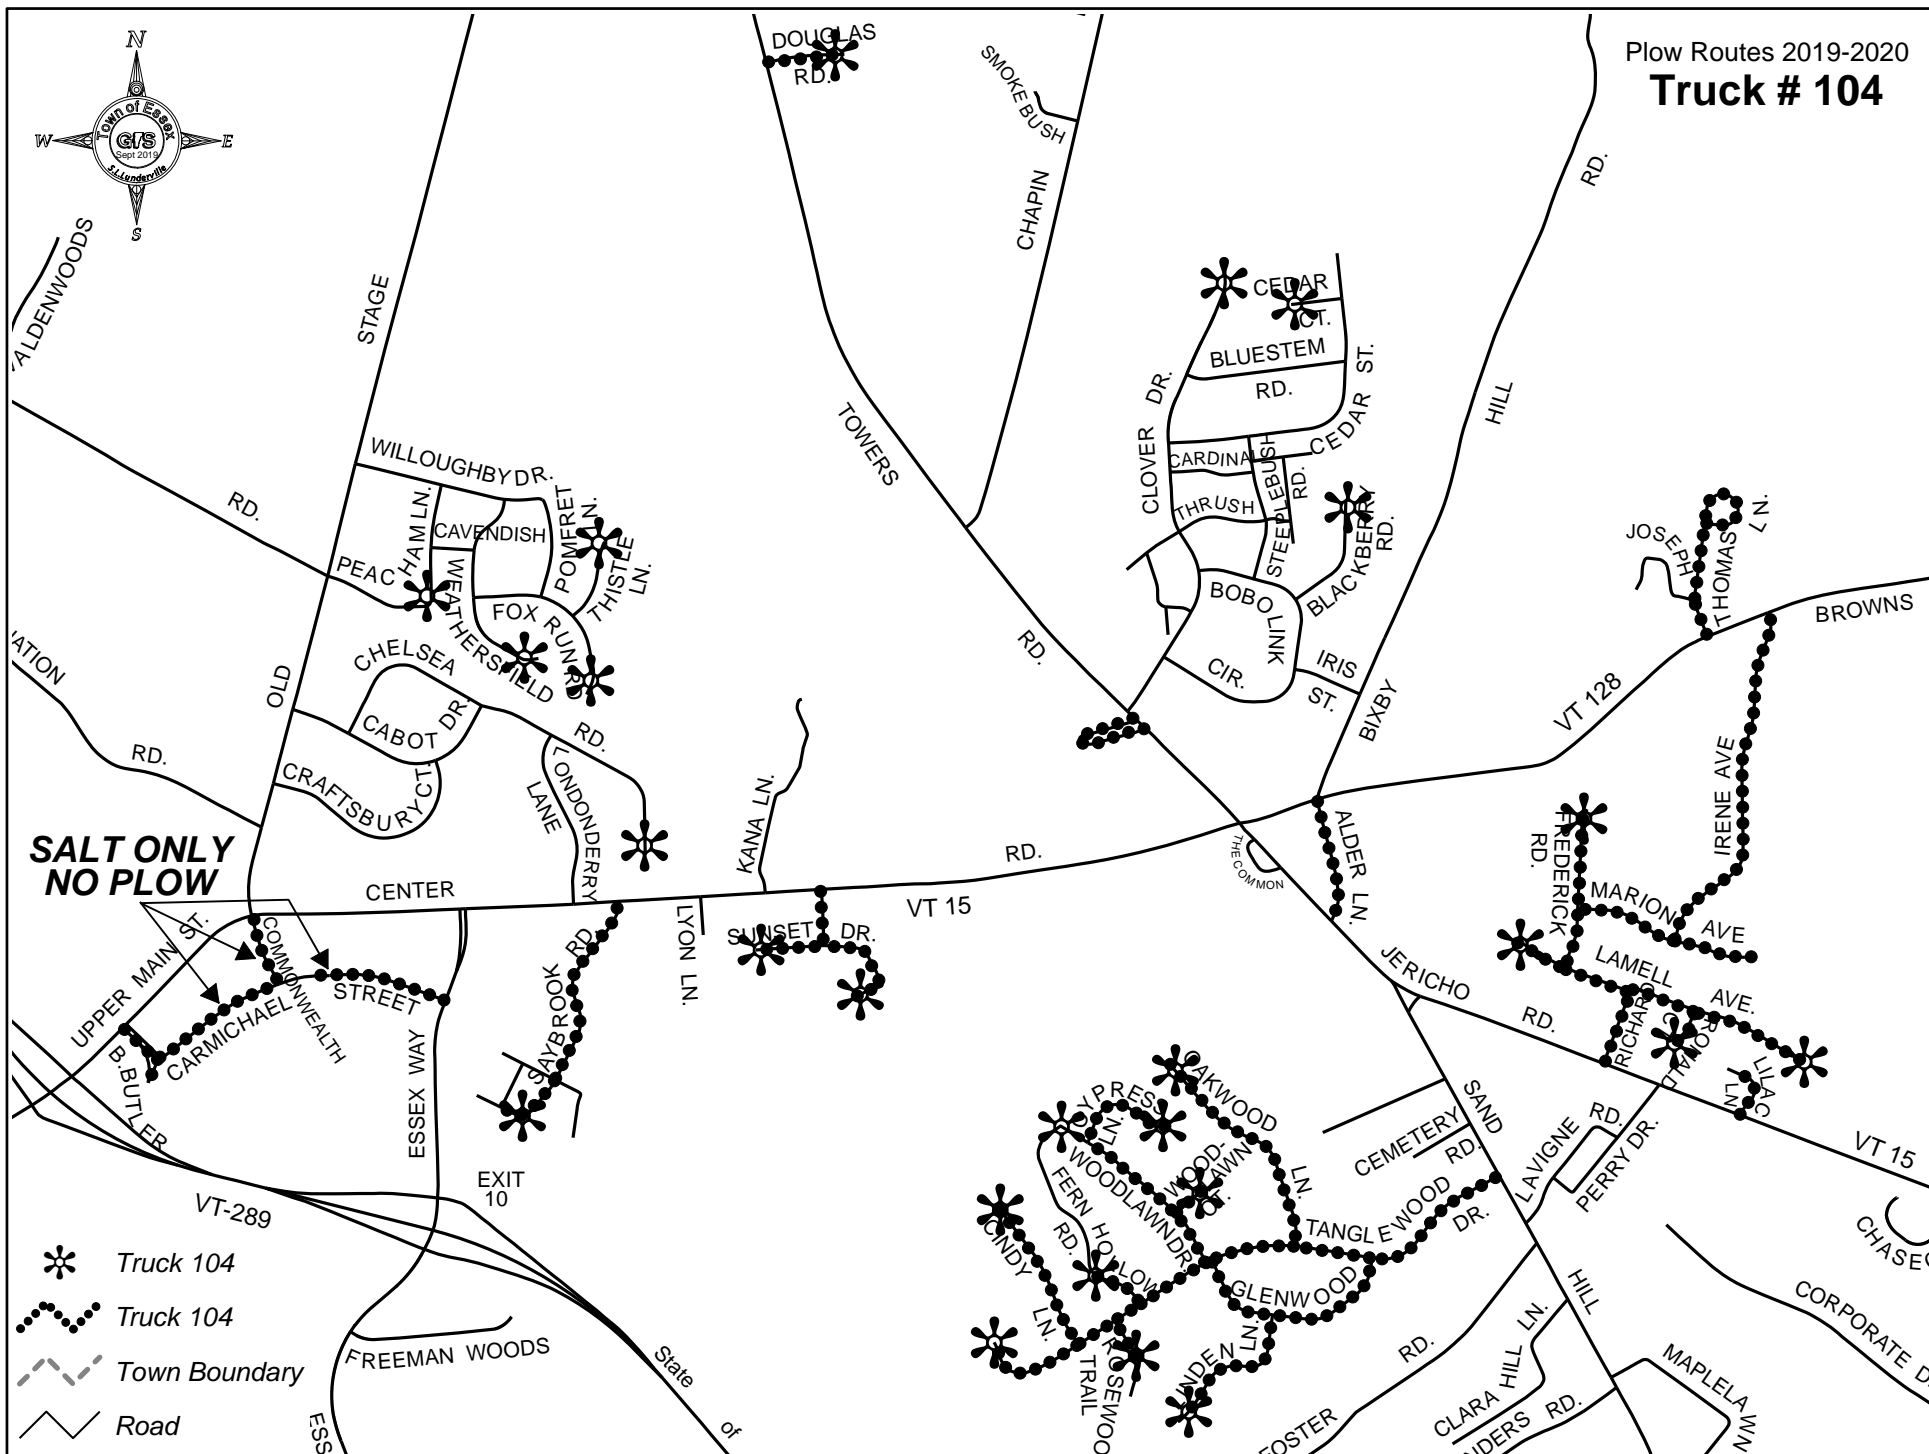 Plow Routes 2019-2020
Truck # 104
N
W
E
S
Town of Essex
GIS
Sept 2019
S.L.Lunderville
DOUGLAS
RD.
SMOKEBUSH
CHAPIN
RD.
STAGE
TOWERS
CEDAR
CT.
BLUESTEM
RD.
CLOVER DR.
CEDAR ST.
HILL
CARDINAL
STEEPLEBUSH
RD.
THRUSH
BLACKBERRY
RD.
WILLOUGHBY DR.
RD.
PEACHAM LN.
CAVENDISH
POMFRET
LN.
THISTLE
LN.
WEATHERSFIELD
FOX RUN RD.
BOBOLINK
CIR.
IRIS
ST.
BIXBY
JOSEPH
THOMAS
LN.
BROWNS
VT 128
RD.
OLD
CHELSEA
RD.
CABOT DR.
CRAFTSBURY CT.
LONDONDERRY
LANE
KANA LN.
RD.
IRENE AVE
FREDERICK
RD.
ALDER LN.
THE COMMON
SALT ONLY
NO PLOW
CENTER
RD.
VT 15
UPPER MAIN ST.
COMMONWEALTH
CARMICHAEL
STREET
B.BUTLER
ESSEX WAY
SAYBROOK
RD.
LYON LN.
SUNSET DR.
MARION
AVE
LAMELL
AVE.
JERICHO
RD.
RICHARD
RONALD
LILAC
LN
VT 15
OAKWOOD
LN.
CYPRESS
LN.
WOOD-
LAWN
CT.
WOODLAWN DR.
FERN HOLLOW
RD.
CINDY
LN.
TANGLEWOOD
DR.
GLENWOOD
LINDEN
LN.
TRAIL
CEMETERY
RD.
SAND
HILL
LAVIGNE
RD.
PERRY DR.
CORPORATE
FOSTER
RD.
CLARA HILL LN.
RD.
EXIT
10
VT-289
FREEMAN WOODS
State
of
Truck 104
Truck 104
Town Boundary
Road